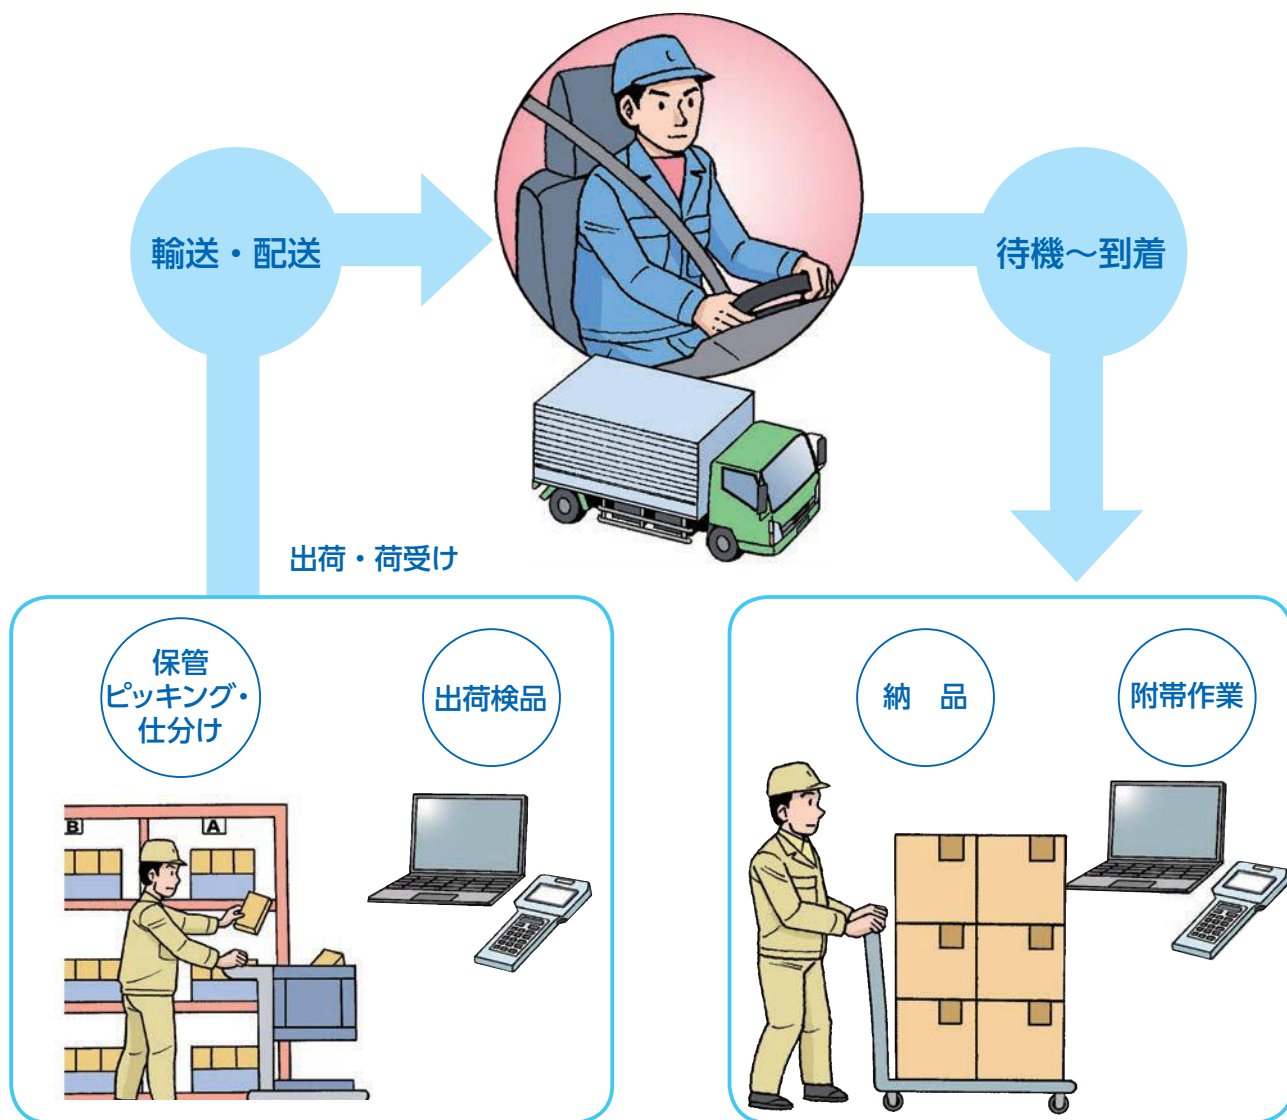 輸送・配送
待機～到着
出荷・荷受け
保管
ピッキング・
仕分け
出荷検品
納　品
附帯作業
B
A